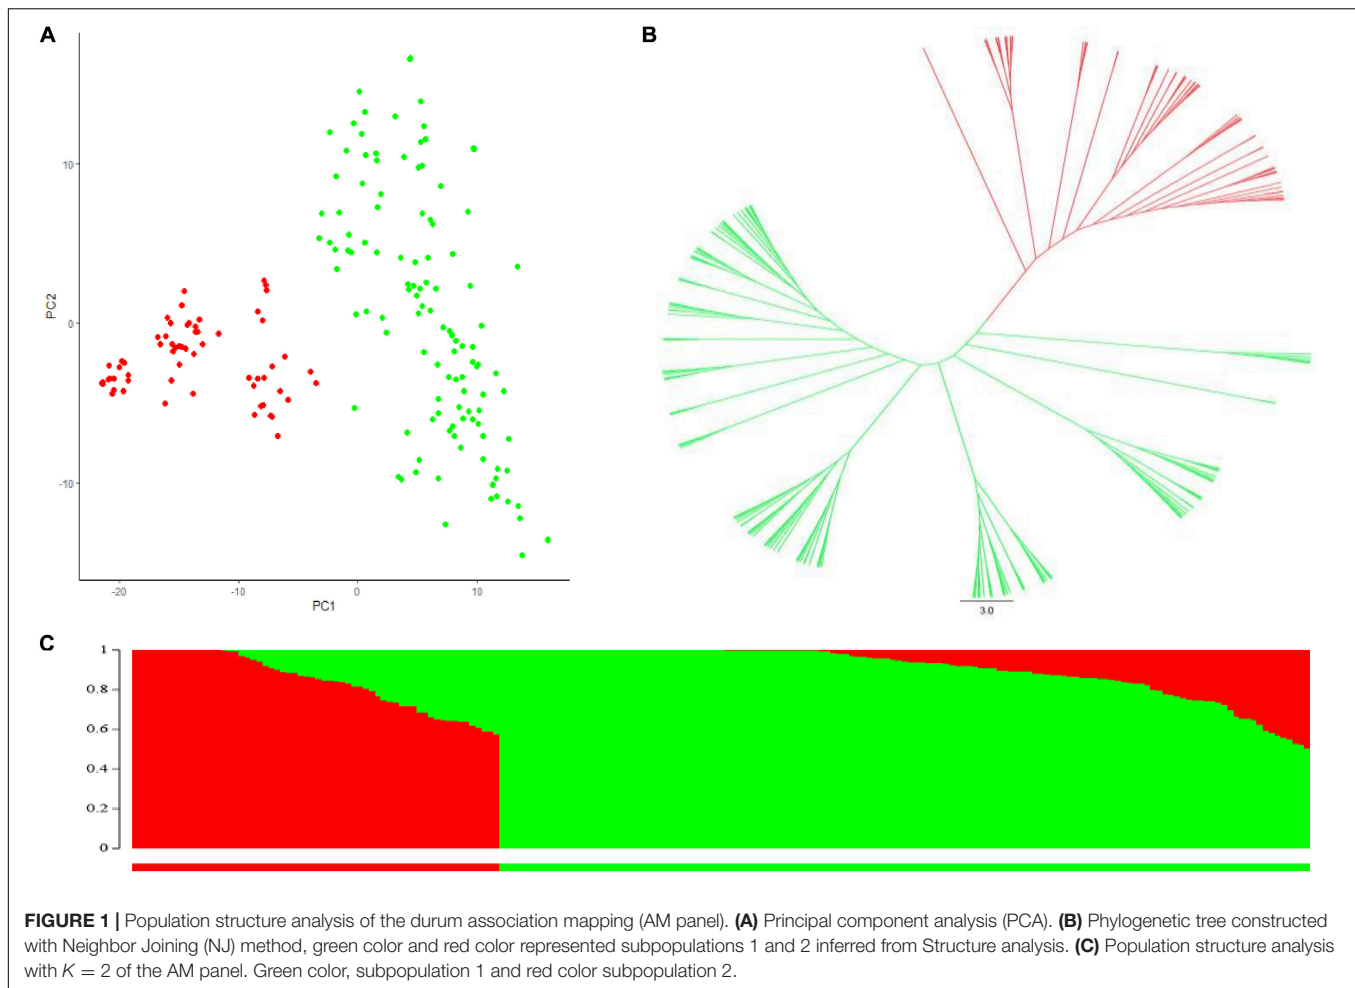 A
B
10
0
-10
PC2
-20
-10
0
10
PC1
3.0
C
1
0.8
0.6
0.4
0.2
0
FIGURE 1 | Population structure analysis of the durum association mapping (AM panel). (A) Principal component analysis (PCA). (B) Phylogenetic tree constructed
with Neighbor Joining (NJ) method, green color and red color represented subpopulations 1 and 2 inferred from Structure analysis. (C) Population structure analysis
with K = 2 of the AM panel. Green color, subpopulation 1 and red color subpopulation 2.